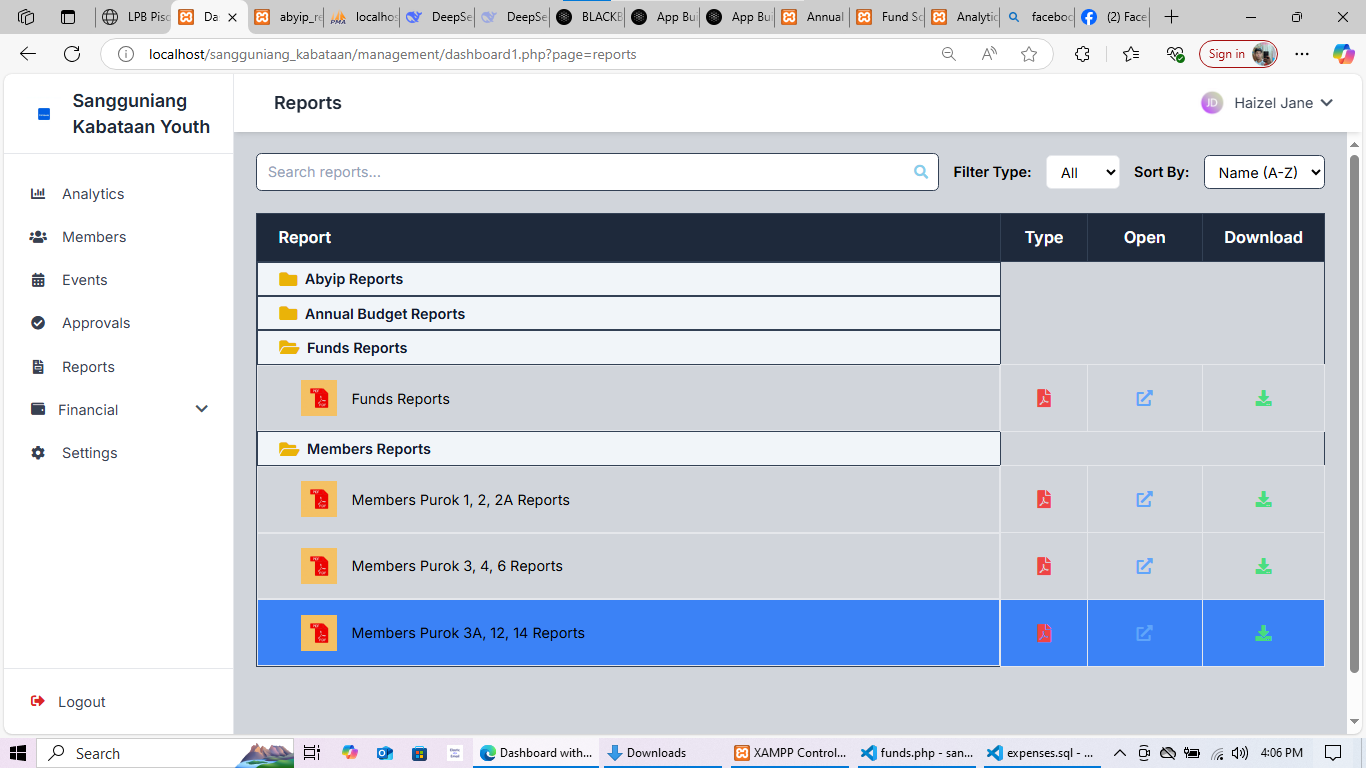 LPB Pisc
Da
abyip_re
localhos
DeepSe
DeepSe
BLACKB
App Bui
App Bui
Annual
Fund So
Analytic
faceboo
(2) Face
localhost/sangguniang_kabataan/management/dashboard1.php?page=reports
Sign in
Sangguniang
Kabataan Youth
Reports
JD
Haizel Jane
Analytics
Members
Events
Approvals
Reports
Financial
Settings
Logout
Search reports...
Filter Type:
All
Sort By:
Name (A-Z)
Report
Type
Open
Download
Abyip Reports
Annual Budget Reports
Funds Reports
Funds Reports
Members Reports
Members Purok 1, 2, 2A Reports
Members Purok 3, 4, 6 Reports
Members Purok 3A, 12, 14 Reports
Search
Dashboard with...
Downloads
XAMPP Control...
funds.php - san...
expenses.sql - ...
4:06 PM